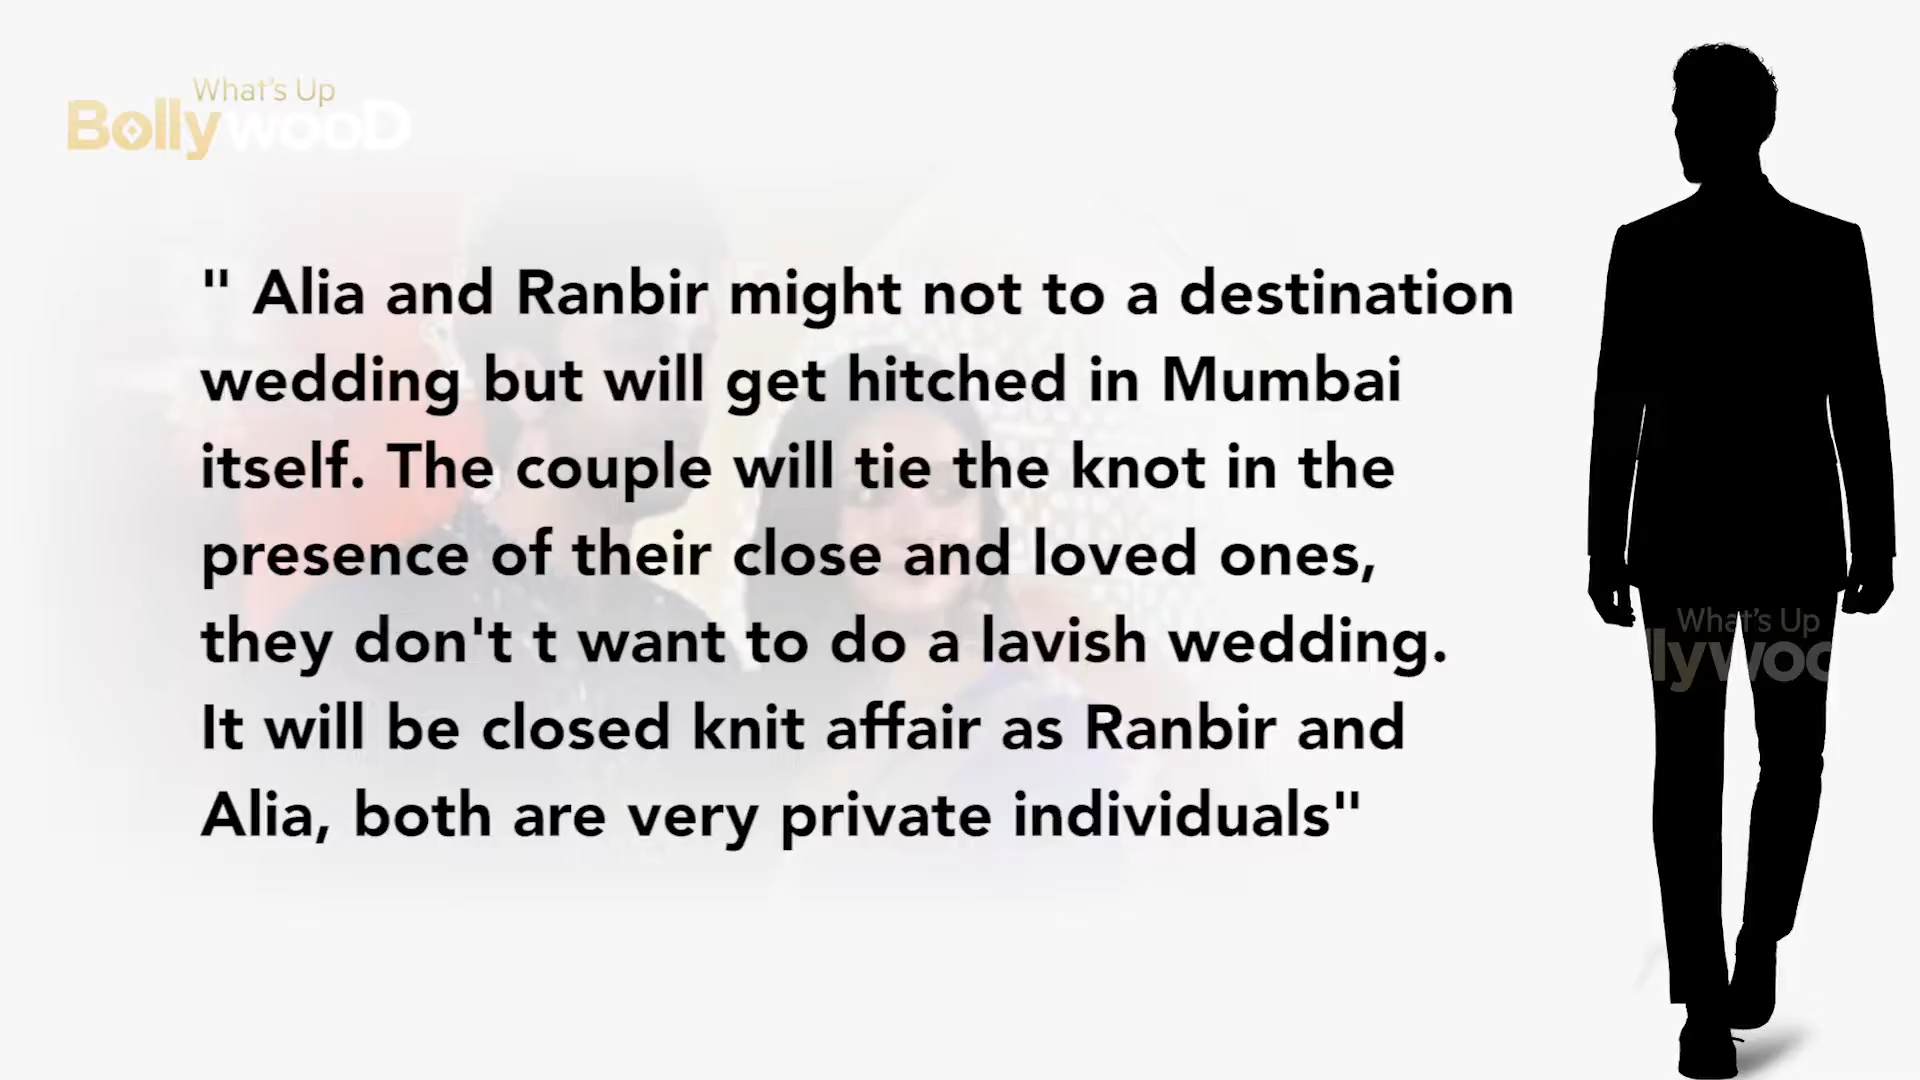 What's Up
BollywooD
" Alia and Ranbir might not to a destination
wedding but will get hitched in Mumbai
itself. The couple will tie the knot in the
presence of their close and loved ones,
they don't t want to do a lavish wedding.
It will be closed knit affair as Ranbir and
Alia, both are very private individuals"
What's Up
llywoo